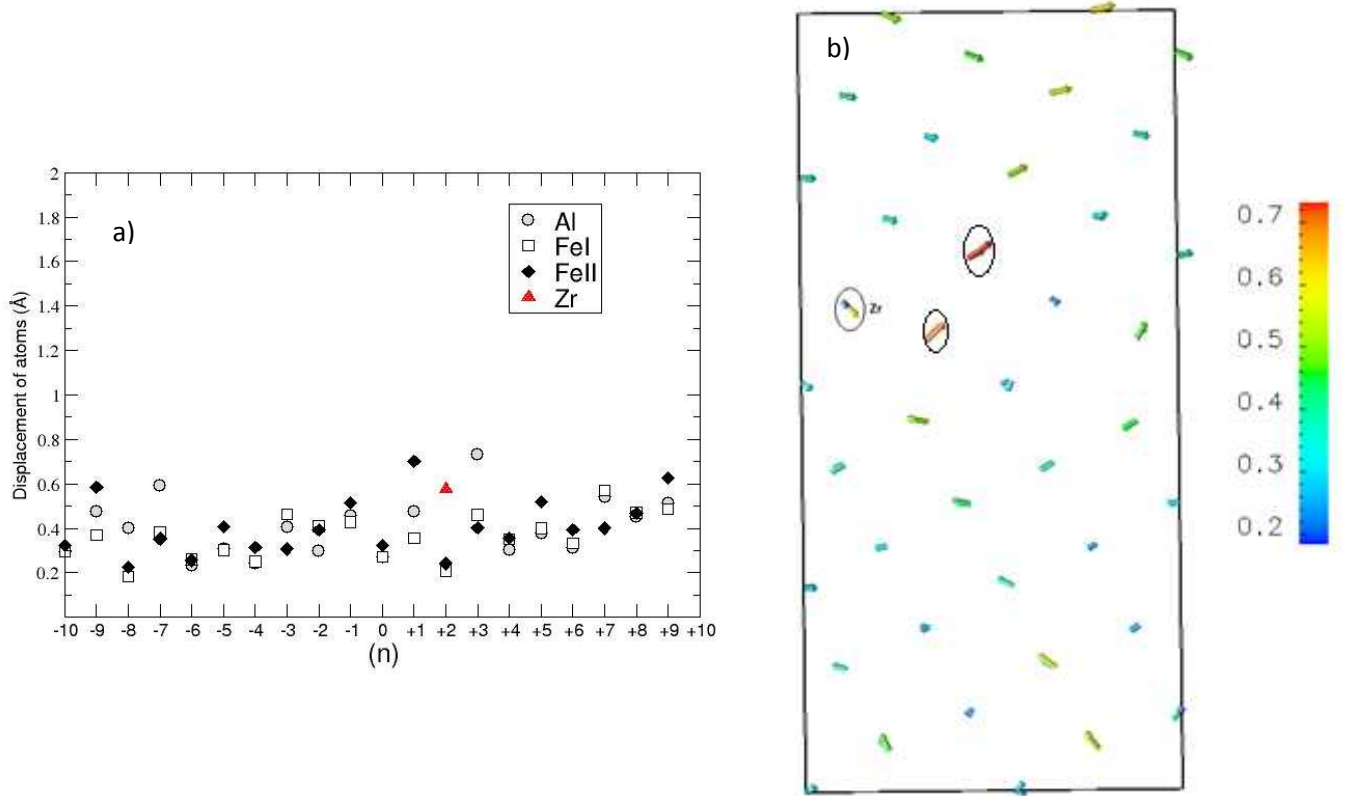 a)
Displacement of atoms (Å)
2
1.8
1.6
1.4
1.2
1
0.8
0.6
0.4
0.2
Al
FeI
FeII
Zr
-10 -9 -8 -7 -6 -5 -4 -3 -2 -1 0 +1 +2 +3 +4 +5 +6 +7 +8 +9 +10
(n)
b)
Zr
0.7
0.6
0.5
0.4
0.3
0.2